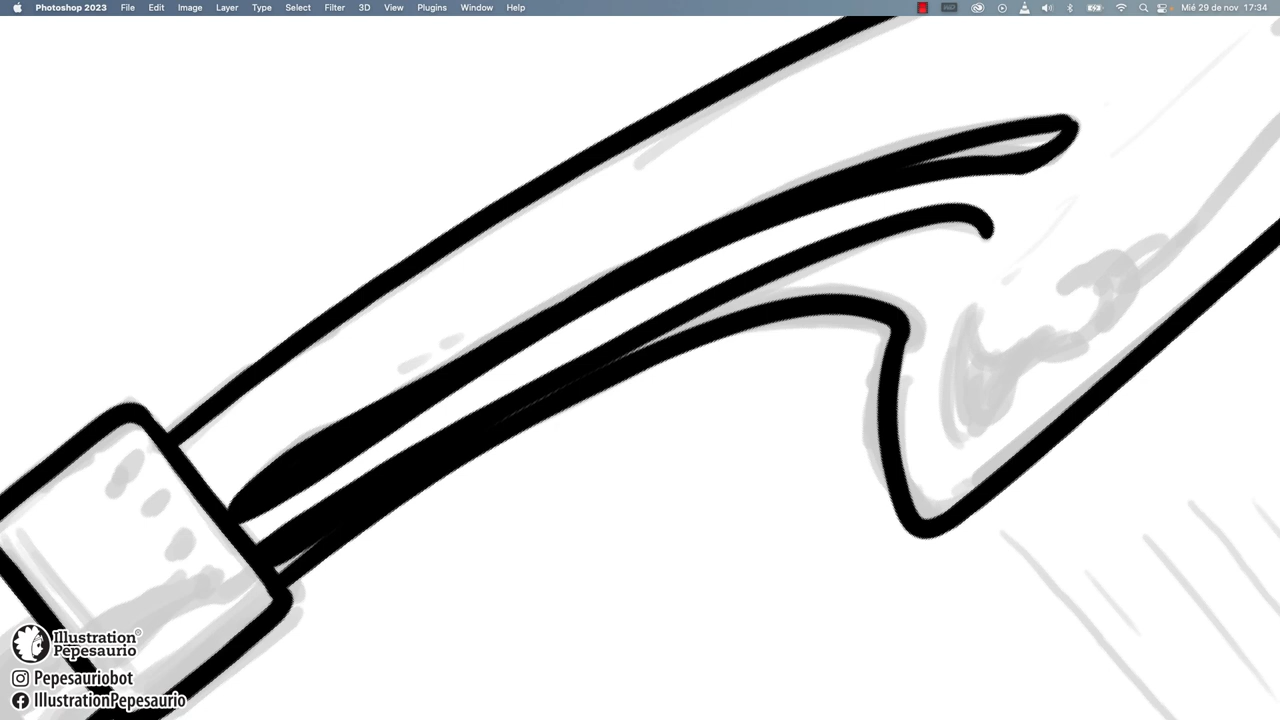 Photoshop 2023 File Edit Image Layer Type Select Filter 3D View Plugins Window Help Mié 29 de nov 17:34
Illustration®
Pepesaurio
Pepesauriobot
IllustrationPepesaurio